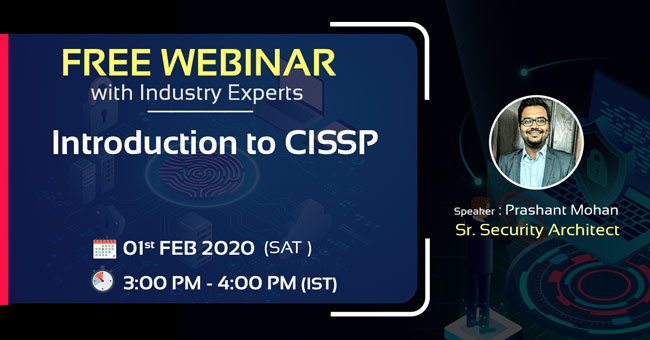 FREE WEBINAR
with Industry Experts
Introduction to CISSP
01st FEB 2020 (SAT )
3:00 PM - 4:00 PM (IST)
Speaker : Prashant Mohan
Sr. Security Architect